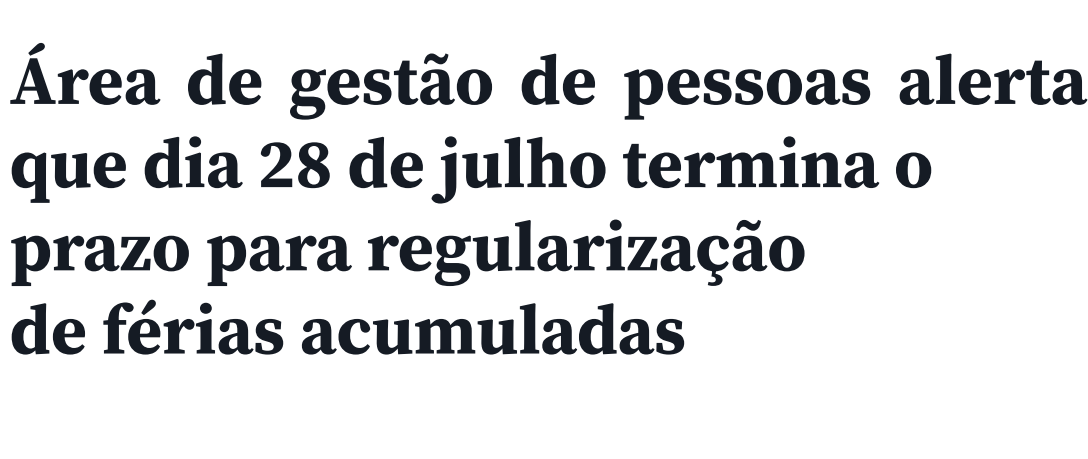 Área de gestão de pessoas alerta
que dia 28 de julho termina o
prazo para regularização
de férias acumuladas